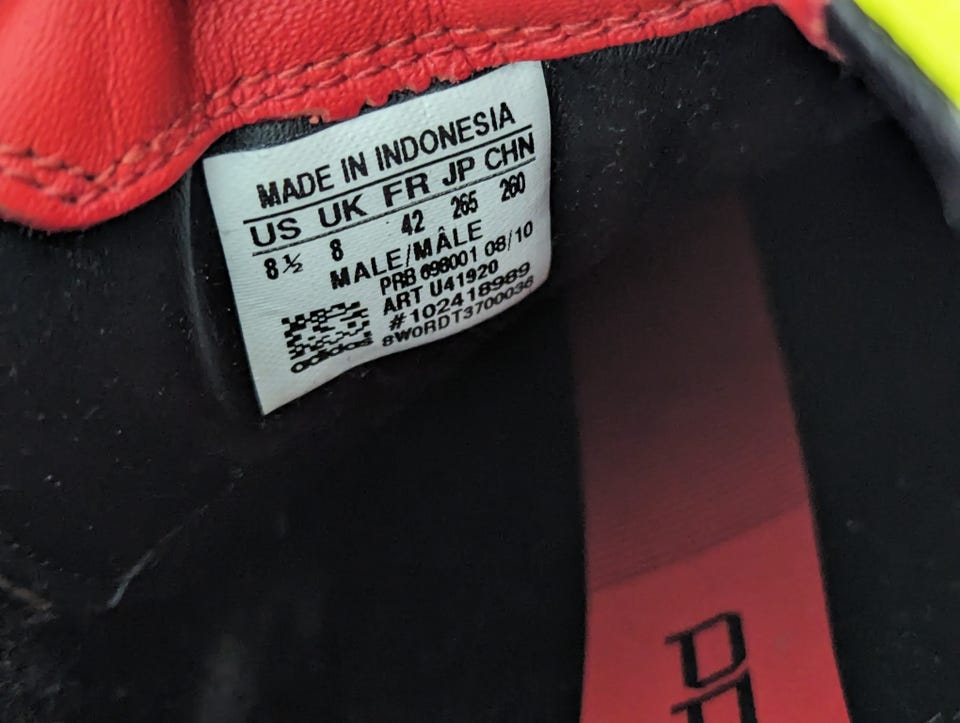 MADE IN INDONESIA
US UK FR JP CHN
8½ 8 42 265 260
MALE/MÂLE
PRB 698001 08/10
ART U41920
#102418989
8W0RDT3700038
adidas
D